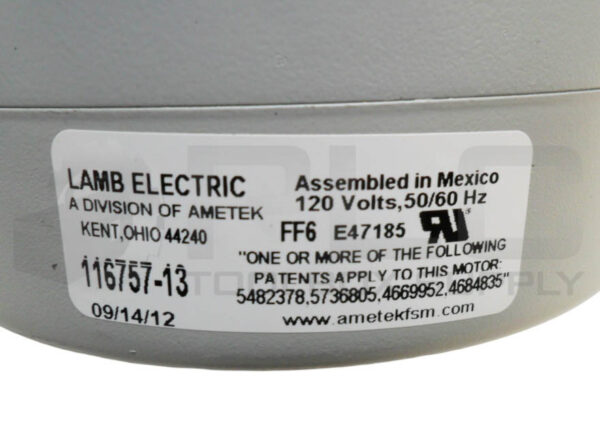 LAMB ELECTRIC
A DIVISION OF AMETEK
KENT,OHIO 44240
116757-13
09/14/12
Assembled in Mexico
120 Volts,50/60 Hz
FF6 E47185 RU
"ONE OR MORE OF THE FOLLOWING
PATENTS APPLY TO THIS MOTOR:
5482378,5736805,4669952,4684835"
www.ametekfsm.com